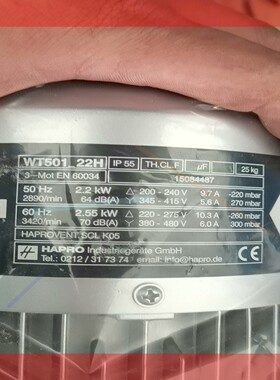 WT501_22H IP 55 TH.CL.F µF 25 kg
3~Mot EN 60034 15084487
50 Hz 2.2 kW △ 200 - 240 V 9.7 A -220 mbar
2890/min 64 dB(A) Y 345 - 415 V 5.6 A 270 mbar
60 Hz 2.55 kW △ 220 - 275 V 10.3 A -260 mbar
3420/min 70 dB(A) Y 380 - 480 V 6.0 A 300 mbar
HAPROVENT SCL K05
HAPRO Industriegeräte GmbH
Tel.: 0212 / 31 73 74 e-mail: info@hapro.de